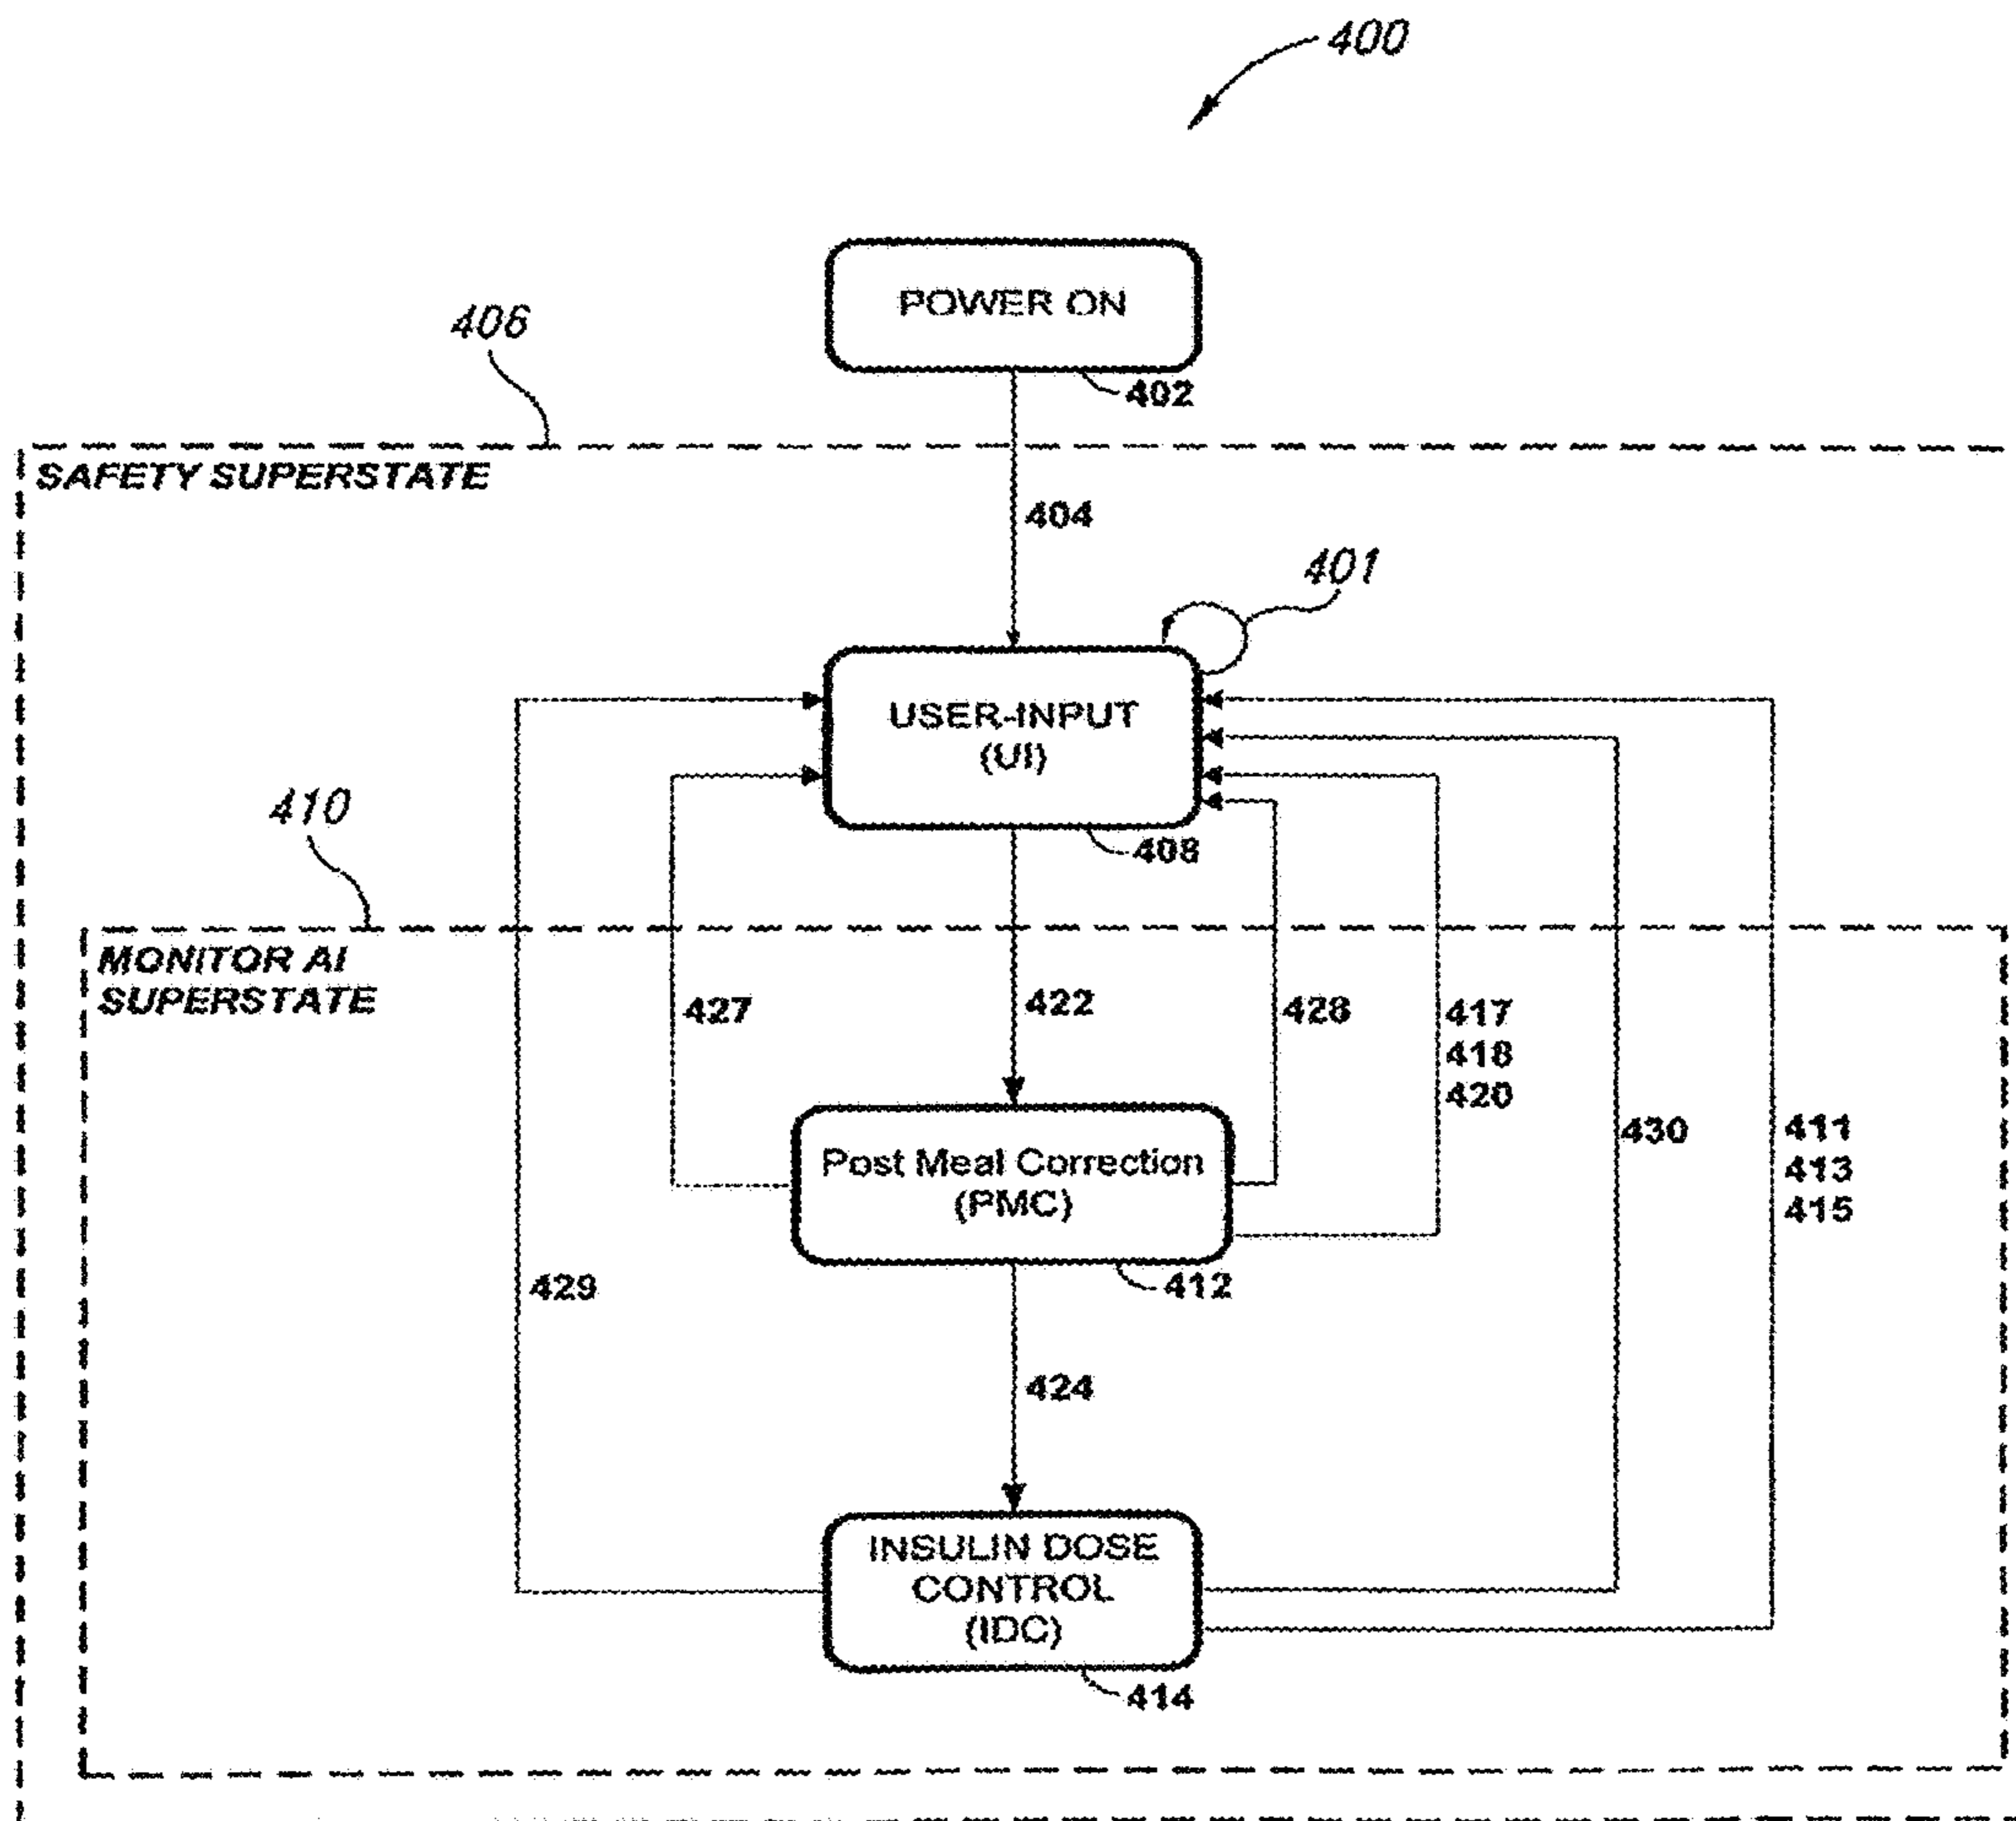 400
POWER ON
402
406
SAFETY SUPERSTATE
404
401
USER-INPUT
(UI)
408
410
MONITOR AI
SUPERSTATE
427
422
428
417
418
420
430
411
413
415
Post Meal Correction
(PMC)
412
429
424
INSULIN DOSE
CONTROL
(IDC)
414